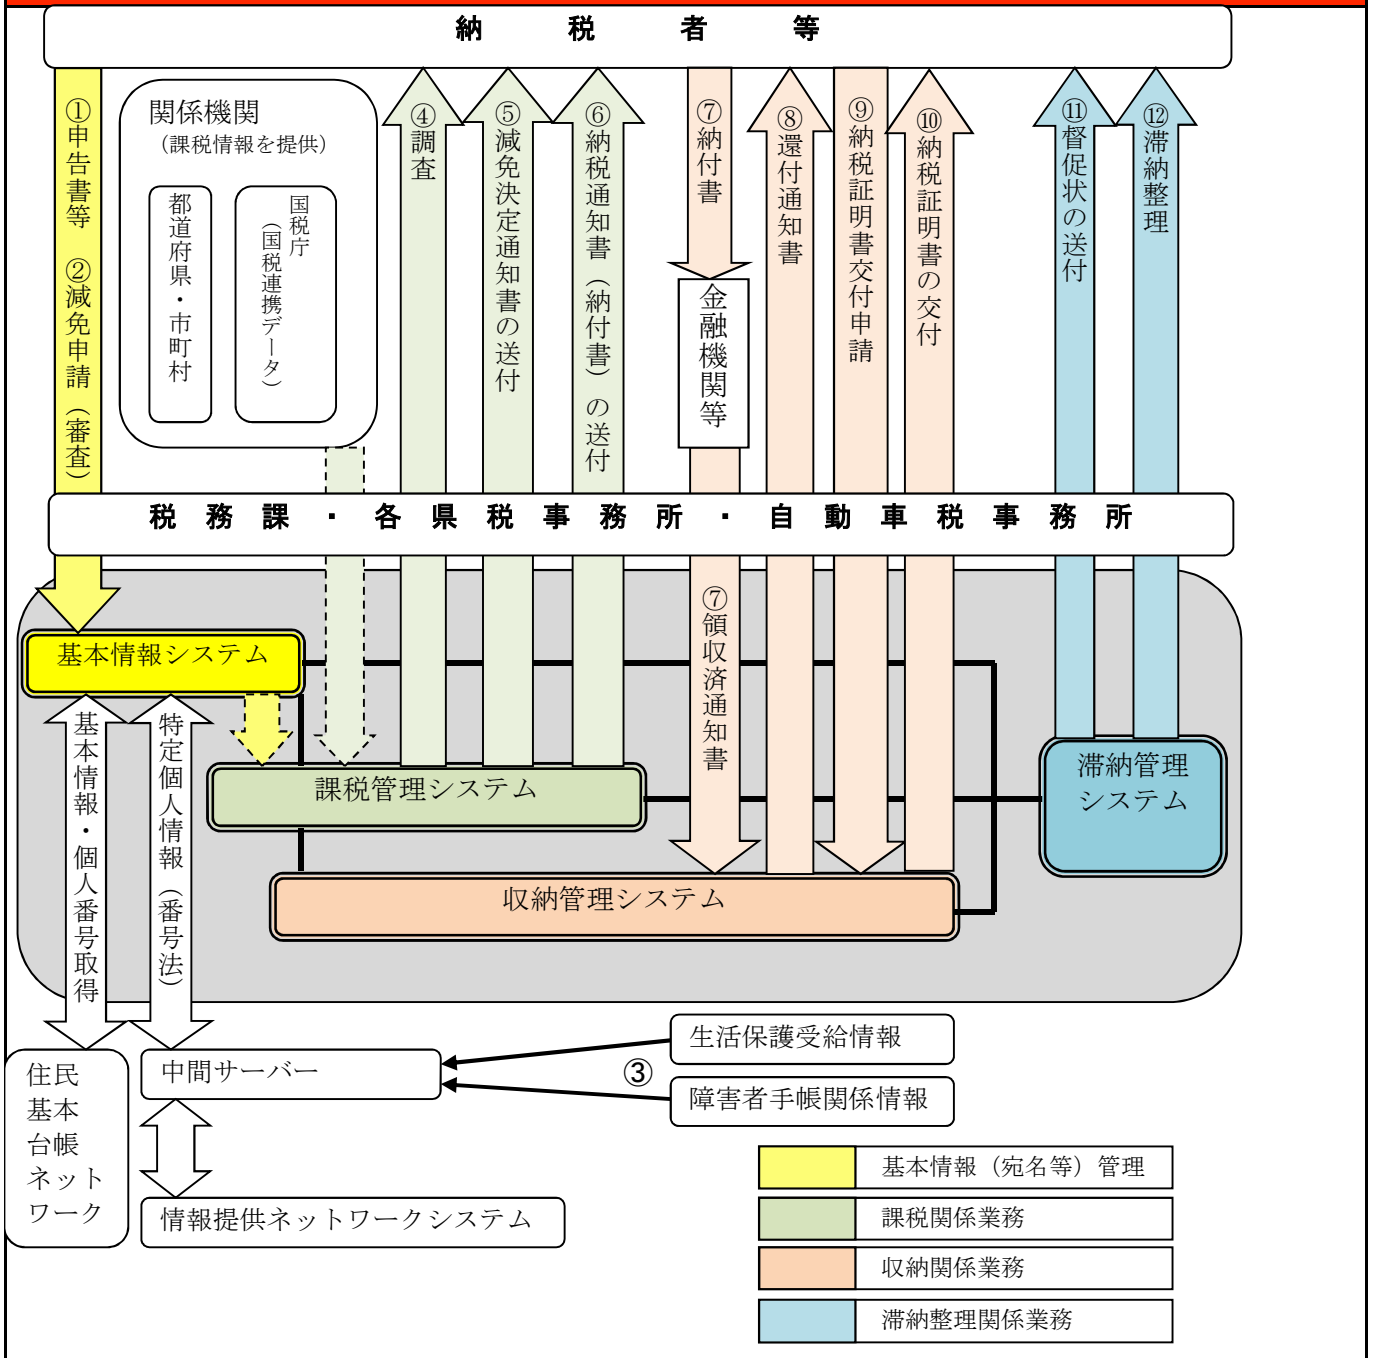 納税者等
①申告書等　②減免申請（審査）
関係機関
（課税情報を提供）
都道府県・市町村
国税庁
（国税連携データ）
④調査
⑤減免決定通知書の送付
⑥納税通知書（納付書）の送付
⑦納付書
金融機関等
⑧還付通知書
⑨納税証明書交付申請
⑩納税証明書の交付
⑪督促状の送付
⑫滞納整理
税務課・各県税事務所・自動車税事務所
⑦領収済通知書
基本情報システム
課税管理システム
滞納管理
システム
収納管理システム
基本情報・個人番号取得
特定個人情報（番号法）
住民
基本
台帳
ネット
ワーク
中間サーバー
③
生活保護受給情報
障害者手帳関係情報
情報提供ネットワークシステム
基本情報（宛名等）管理
課税関係業務
収納関係業務
滞納整理関係業務